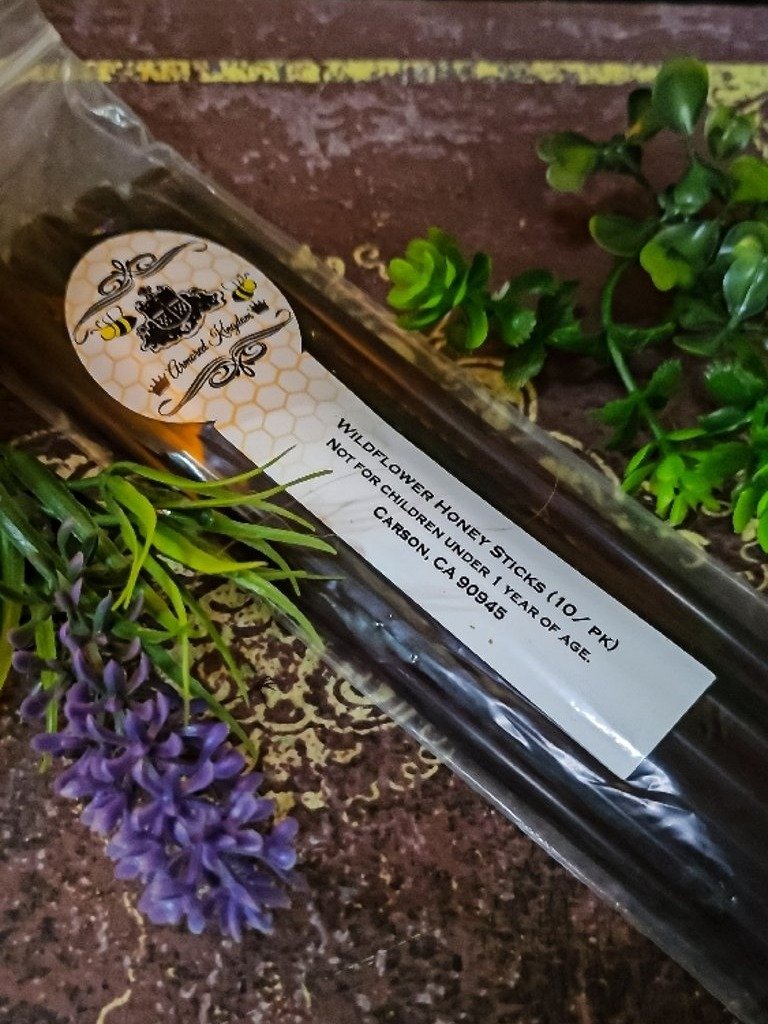 Armored Kingdom
Wildflower Honey Sticks (10/ pk)
Not for children under 1 year of age.
Carson, CA 90945